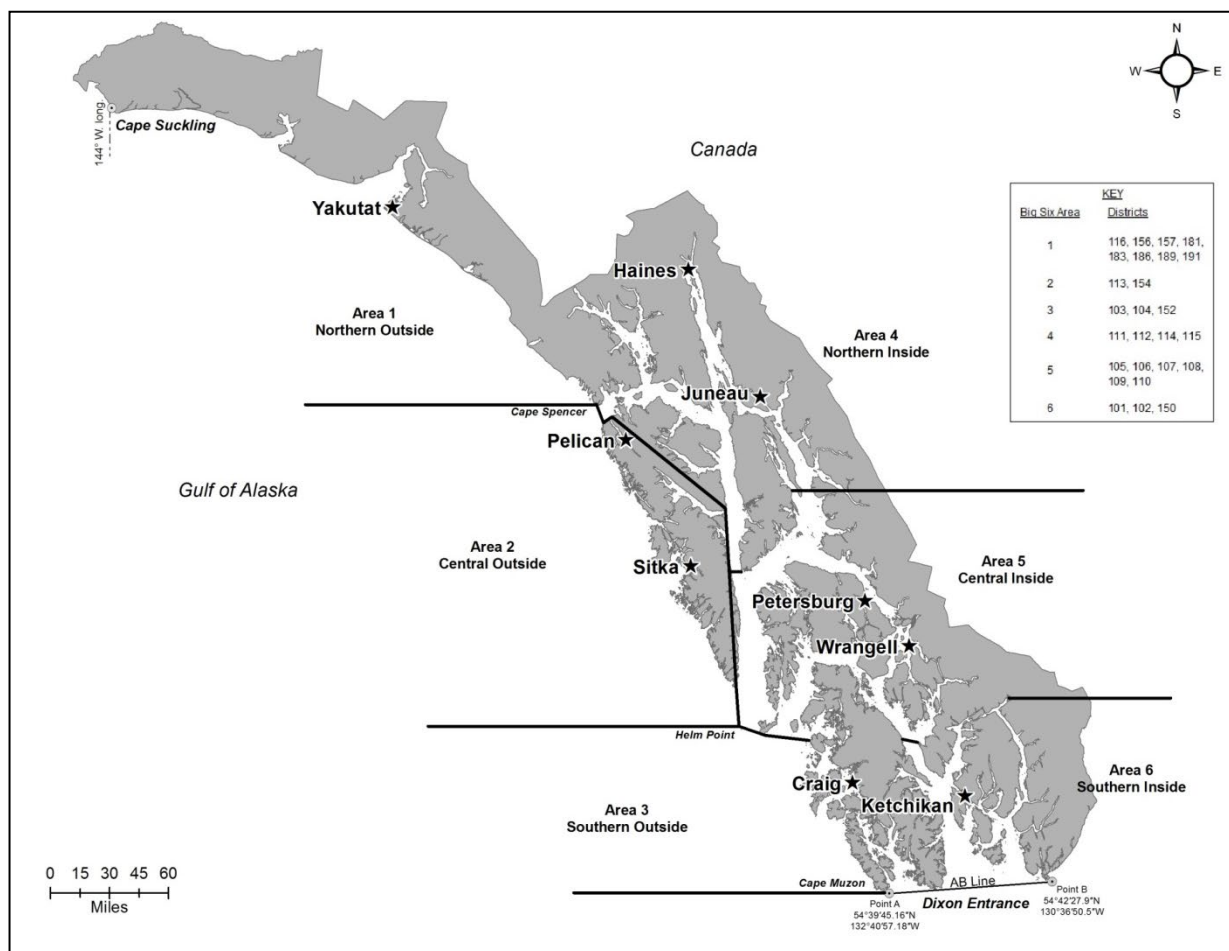 N
W E
S
144° W. long.
Cape Suckling
Canada
Yakutat
KEY
Big Six Area Districts
1 116, 156, 157, 181,
183, 186, 189, 191
2 113, 154
3 103, 104, 152
4 111, 112, 114, 115
5 105, 106, 107, 108,
109, 110
6 101, 102, 150
Haines
Area 1
Northern Outside
Area 4
Northern Inside
Juneau
Cape Spencer
Pelican
Gulf of Alaska
Area 2
Central Outside
Sitka
Area 5
Central Inside
Petersburg
Wrangell
Helm Point
Craig
Ketchikan
Area 6
Southern Inside
Area 3
Southern Outside
0 15 30 45 60
Miles
Cape Muzon
AB Line
Point A
54°39'45.16"N
132°40'57.18"W
Dixon Entrance
Point B
54°42'27.9"N
130°36'50.5"W